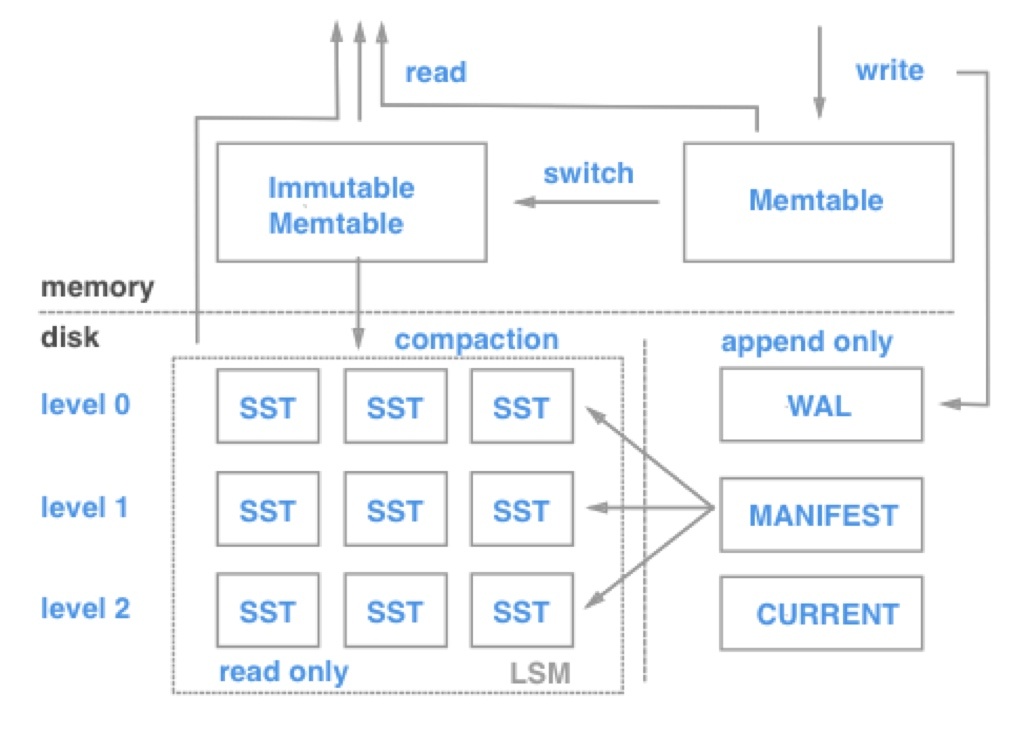 read
write
switch
Immutable
Memtable
Memtable
memory
disk
compaction
append only
level 0
SST
SST
SST
WAL
level 1
SST
SST
SST
MANIFEST
level 2
SST
SST
SST
CURRENT
read only
LSM